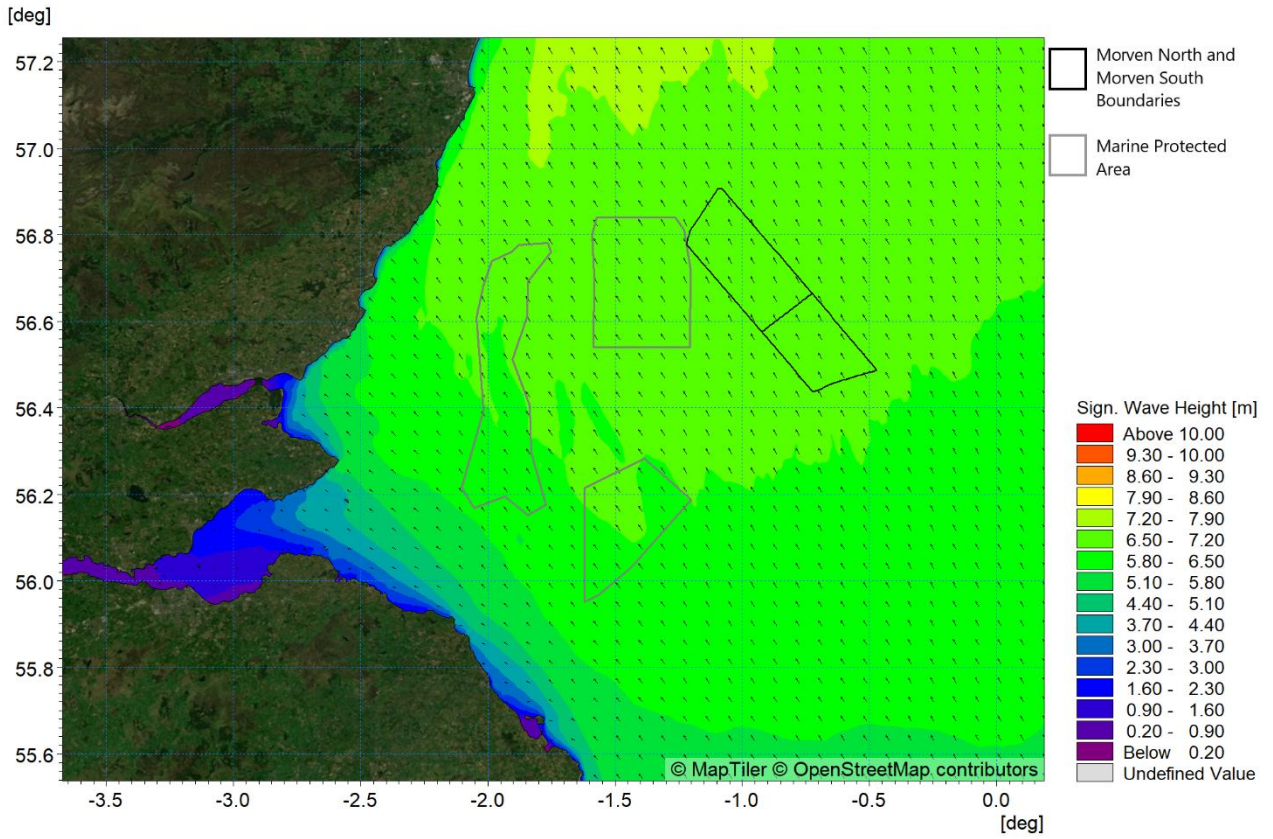 [deg]
57.2
57.0
56.8
56.6
56.4
56.2
56.0
55.8
55.6
-3.5 -3.0 -2.5 -2.0 -1.5 -1.0 -0.5 0.0
[deg]
© MapTiler © OpenStreetMap contributors
Morven North and
Morven South
Boundaries
Marine Protected
Area
Sign. Wave Height [m]
Above 10.00
9.30 - 10.00
8.60 - 9.30
7.90 - 8.60
7.20 - 7.90
6.50 - 7.20
5.80 - 6.50
5.10 - 5.80
4.40 - 5.10
3.70 - 4.40
3.00 - 3.70
2.30 - 3.00
1.60 - 2.30
0.90 - 1.60
0.20 - 0.90
Below 0.20
Undefined Value